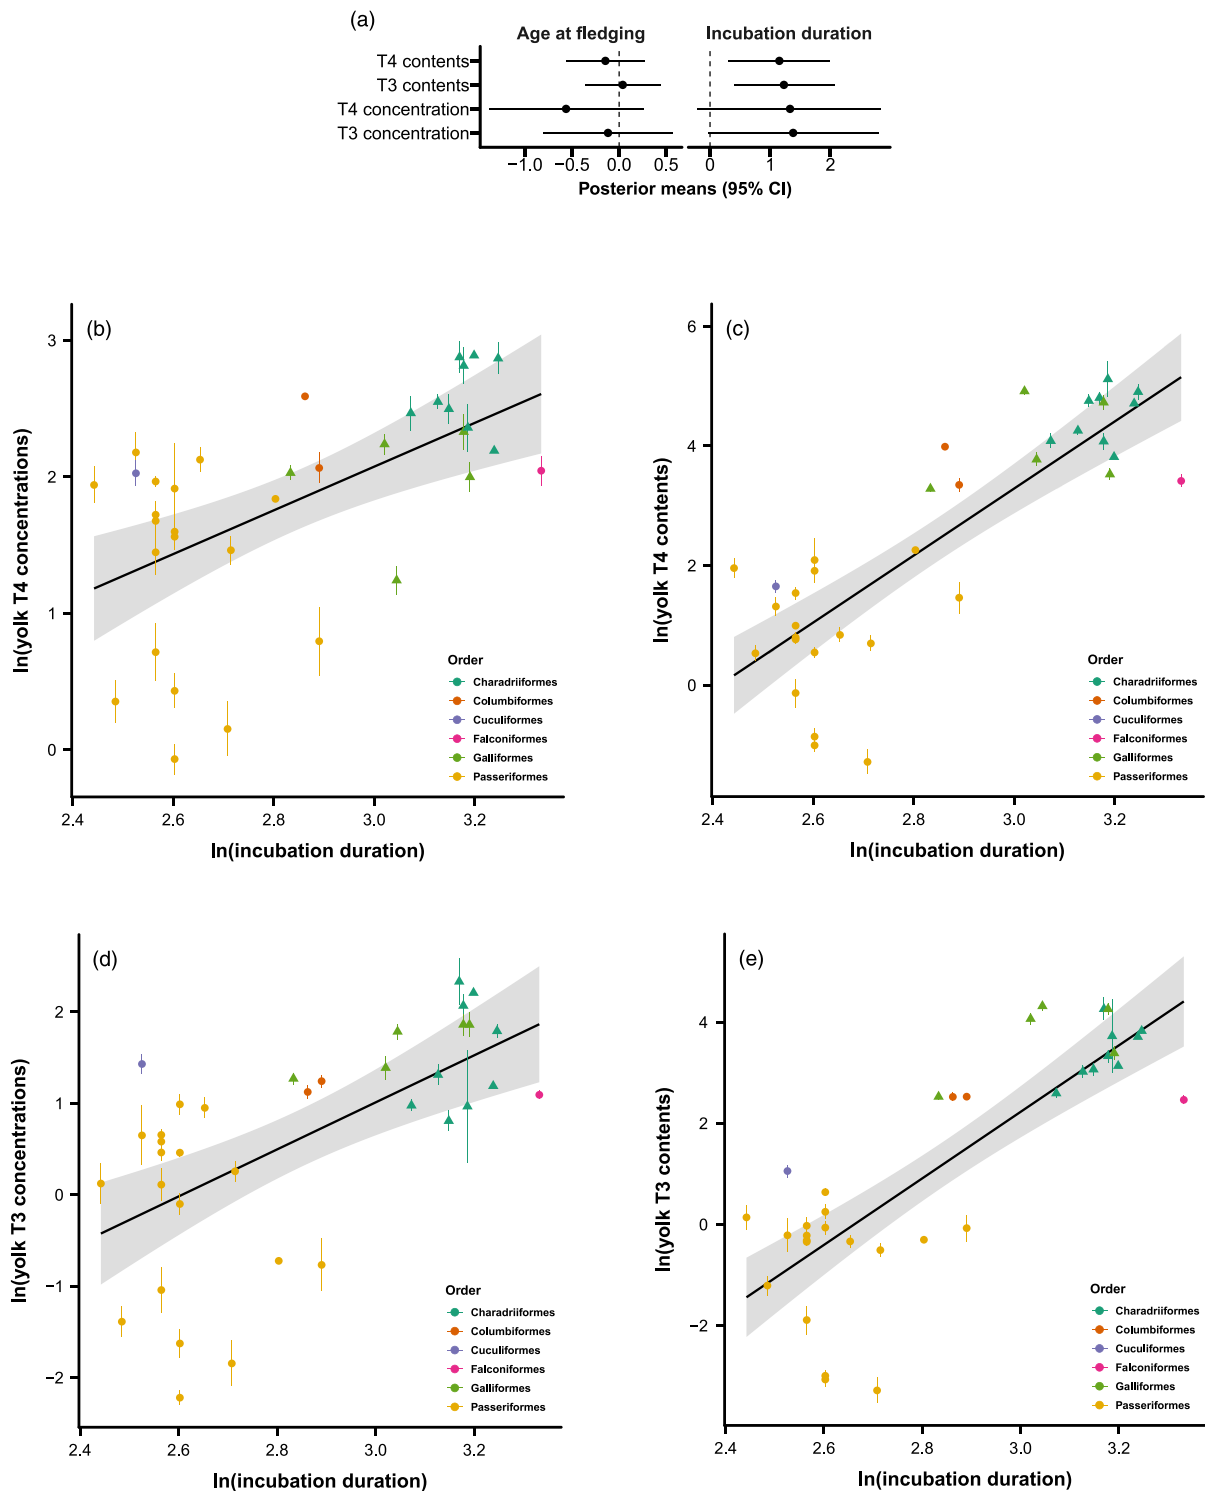 (a)
Age at fledging Incubation duration
T4 contents
T3 contents
T4 concentration
T3 concentration
−1.0 −0.5 0.0 0.5 0 1 2
Posterior means (95% CI)
(b)
3
2
1
0
ln(yolk T4 concentrations)
Order
Charadriiformes
Columbiformes
Cuculiformes
Falconiformes
Galliformes
Passeriformes
2.4 2.6 2.8 3.0 3.2
ln(incubation duration)
(c)
6
4
2
0
ln(yolk T4 contents)
Order
Charadriiformes
Columbiformes
Cuculiformes
Falconiformes
Galliformes
Passeriformes
2.4 2.6 2.8 3.0 3.2
ln(incubation duration)
(d)
2
1
0
−1
−2
ln(yolk T3 concentrations)
Order
Charadriiformes
Columbiformes
Cuculiformes
Falconiformes
Galliformes
Passeriformes
2.4 2.6 2.8 3.0 3.2
ln(incubation duration)
(e)
4
2
0
−2
ln(yolk T3 contents)
Order
Charadriiformes
Columbiformes
Cuculiformes
Falconiformes
Galliformes
Passeriformes
2.4 2.6 2.8 3.0 3.2
ln(incubation duration)